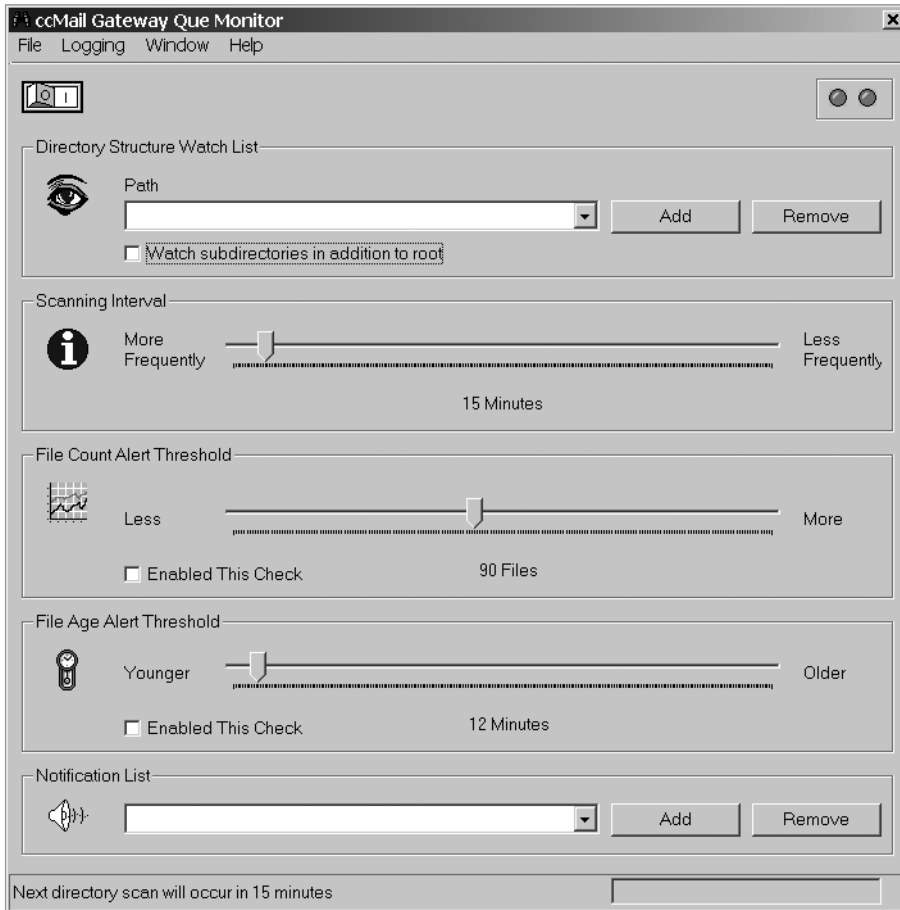 ccMail Gateway Que Monitor
File Logging Window Help
Directory Structure Watch List
Path
Add Remove
Watch subdirectories in addition to root
Scanning Interval
More Less
Frequently Frequently
15 Minutes
File Count Alert Threshold
Less More
Enabled This Check 90 Files
File Age Alert Threshold
Younger Older
Enabled This Check 12 Minutes
Notification List
Add Remove
Next directory scan will occur in 15 minutes